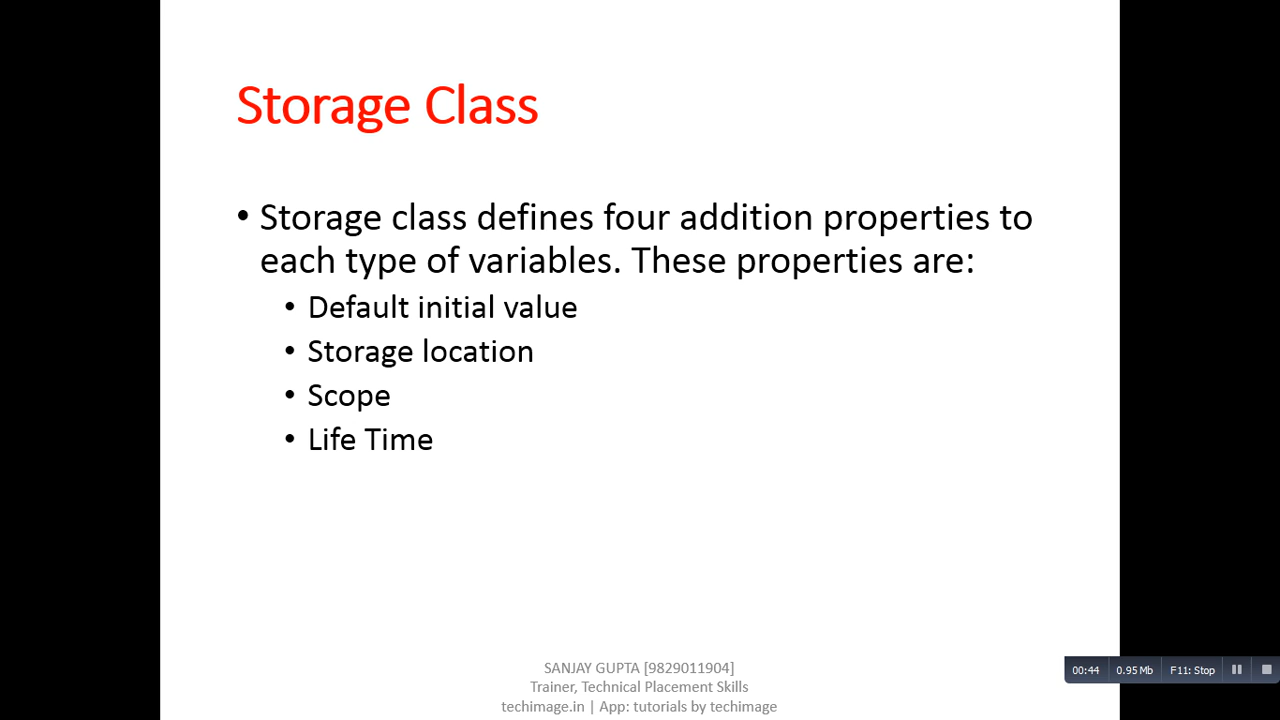 Storage Class
• Storage class defines four addition properties to
each type of variables. These properties are:
• Default initial value
• Storage location
• Scope
• Life Time
SANJAY GUPTA [9829011904]
Trainer, Technical Placement Skills
techimage.in | App: tutorials by techimage
00:44 0.95 Mb F11: Stop